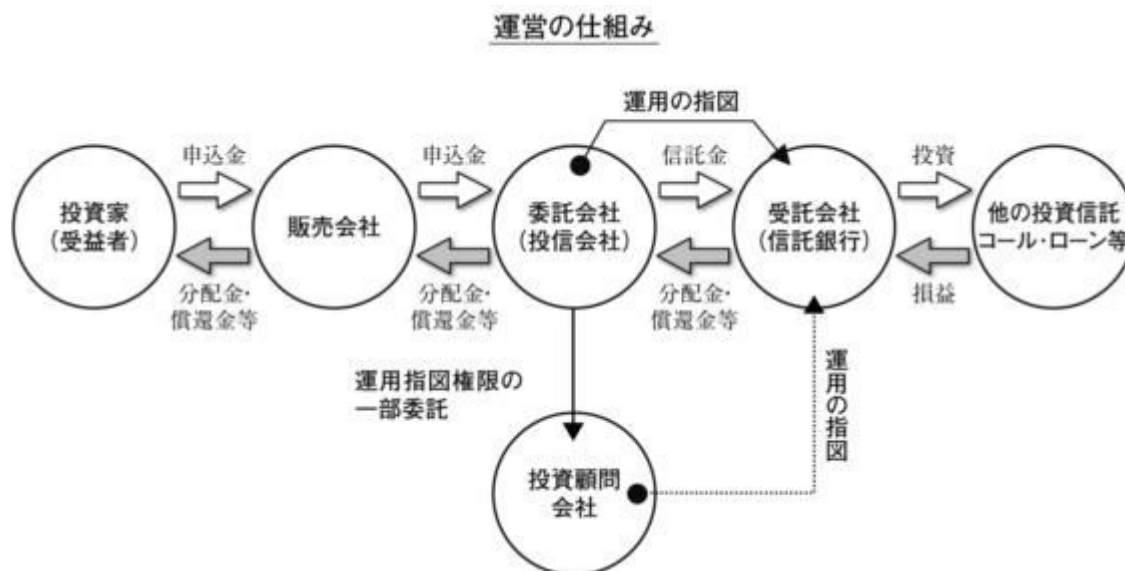 運営の仕組み
運用の指図
申込金
申込金
信託金
投資
投資家
(受益者)
販売会社
委託会社
(投信会社)
受託会社
(信託銀行)
他の投資信託
コール・ローン等
分配金・
償還金等
分配金・
償還金等
分配金・
償還金等
損益
運用指図権限の
一部委託
運用の指図
投資顧問
会社